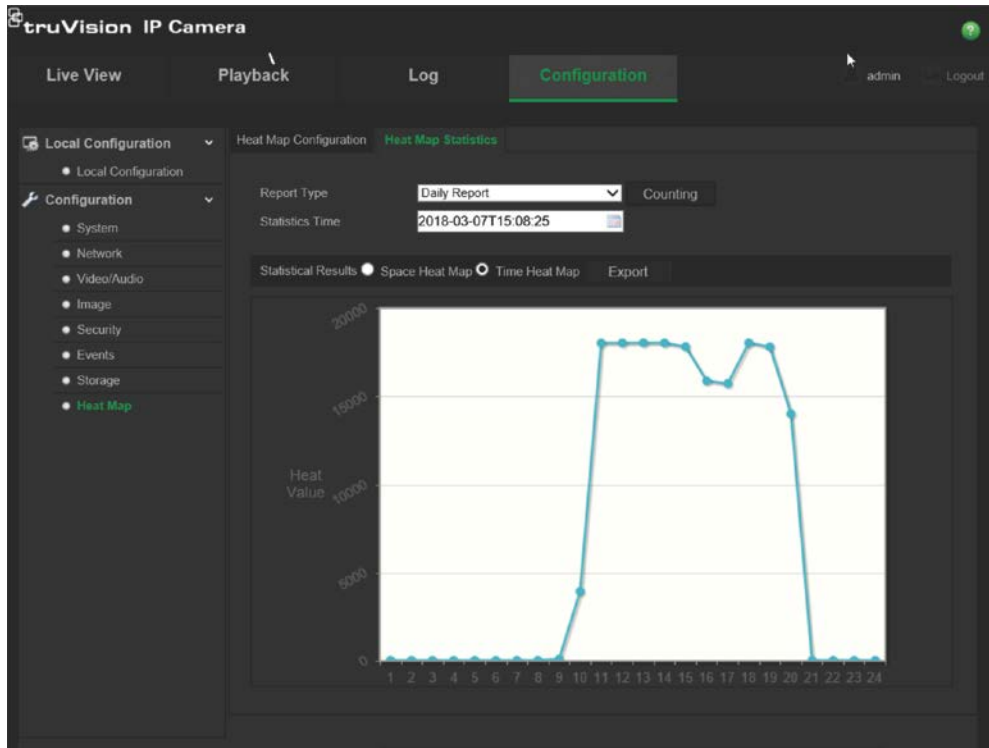 truVision IP Camera
?
Live View Playback Log Configuration admin Logout
Local Configuration
Local Configuration
Configuration
System
Network
Video/Audio
Image
Security
Events
Storage
Heat Map
Heat Map Configuration Heat Map Statistics
Report Type Daily Report Counting
Statistics Time 2018-03-07T15:08:25
Statistical Results Space Heat Map Time Heat Map Export
20000
15000
Heat
Value
10000
5000
0
1 2 3 4 5 6 7 8 9 10 11 12 13 14 15 16 17 18 19 20 21 22 23 24